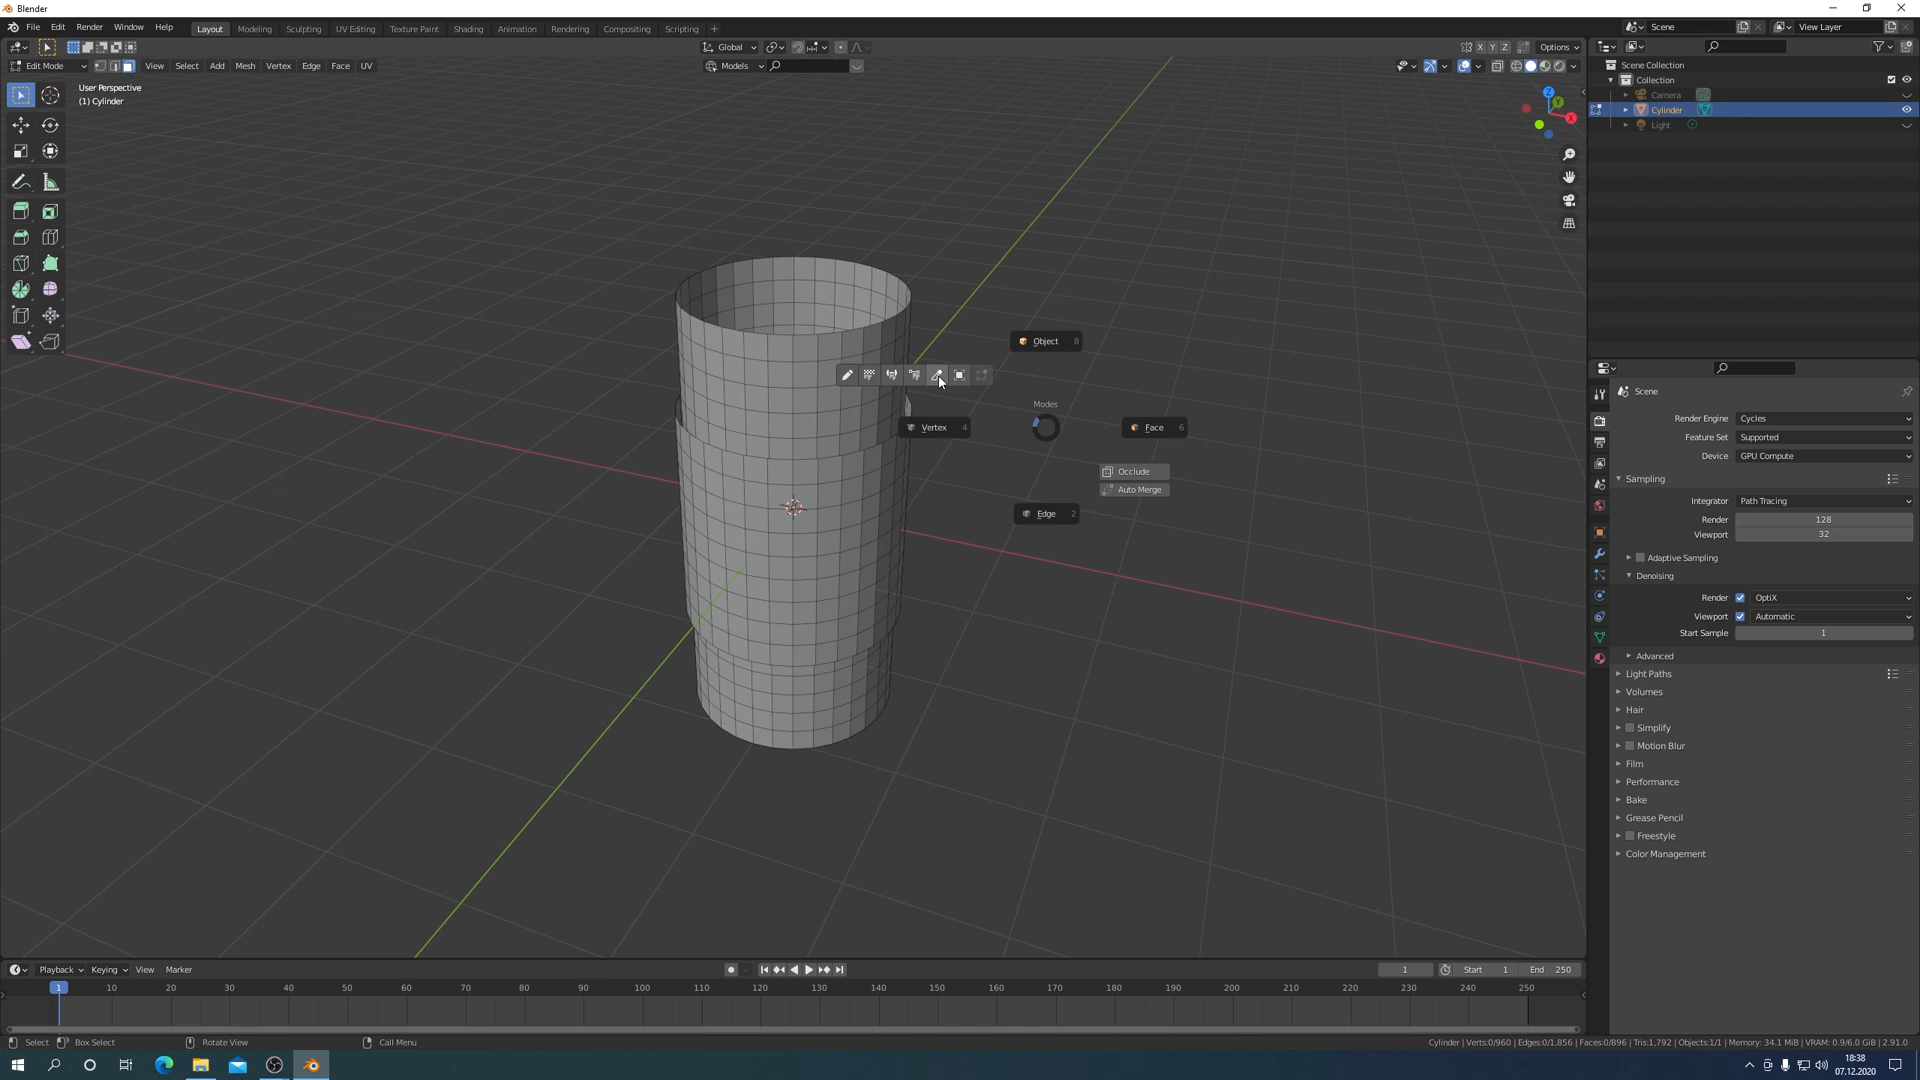 Blender
File Edit Render Window Help
Layout Modeling Sculpting UV Editing Texture Paint Shading Animation Rendering Compositing Scripting +
Scene
View Layer
Global
X Y Z
Options
Edit Mode
View Select Add Mesh Vertex Edge Face UV
Models
User Perspective
(1) Cylinder
Z
Y
X
Scene Collection
Collection
Camera
Cylinder
Light
Object 8
Modes
Vertex 4
Face 6
Occlude
Auto Merge
Edge 2
Scene
Render Engine Cycles
Feature Set Supported
Device GPU Compute
Sampling
Integrator Path Tracing
Render 128
Viewport 32
Adaptive Sampling
Denoising
Render OptiX
Viewport Automatic
Start Sample 1
Advanced
Light Paths
Volumes
Hair
Simplify
Motion Blur
Film
Performance
Bake
Grease Pencil
Freestyle
Color Management
Playback Keying View Marker
1
Start 1 End 250
1 10 20 30 40 50 60 70 80 90 100 110 120 130 140 150 160 170 180 190 200 210 220 230 240 250
Select Box Select Rotate View Call Menu
Cylinder | Verts:0/960 | Edges:0/1,856 | Faces:0/896 | Tris:1,792 | Objects:1/1 | Memory: 34.1 MiB | VRAM: 0.9/6.0 GiB | 2.91.0
18:38
07.12.2020